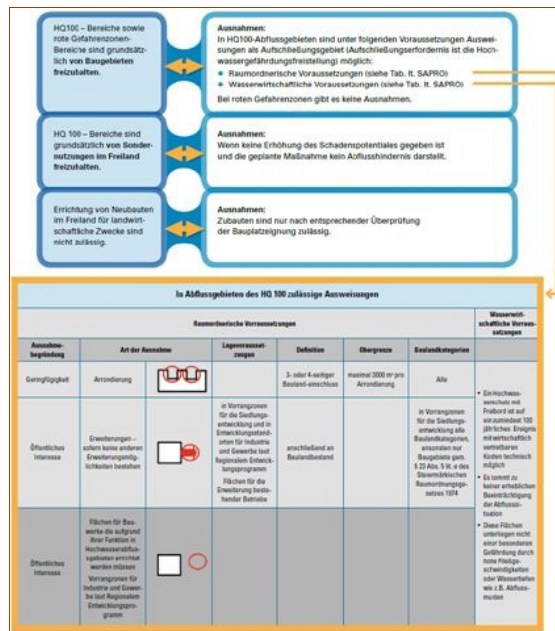 HQ100 – Bereiche sowie
rote Gefahrenzonen-
Bereiche sind grundsätz-
lich von Baugebieten
freizuhalten.
Ausnahmen:
In HQ100-Abflussgebieten sind unter folgenden Voraussetzungen Auswei-
sungen als Aufschließungsgebiet (Aufschließungserfordernis ist die Hoch-
wassergefährdungsfreistellung) möglich:
• Raumordnerische Voraussetzungen (siehe Tab. lt. SAPRO)
• Wasserwirtschaftliche Voraussetzungen (siehe Tab. lt. SAPRO)
Bei roten Gefahrenzonen gibt es keine Ausnahmen.
HQ 100 – Bereiche sind
grundsätzlich von Sonder-
nutzungen im Freiland
freizuhalten.
Ausnahmen:
Wenn keine Erhöhung des Schadenspotentiales gegeben ist
und die geplante Maßnahme kein Abflusshindernis darstellt.
Errichtung von Neubauten
im Freiland für landwirt-
schaftliche Zwecke sind
nicht zulässig.
Ausnahmen:
Zubauten sind nur nach entsprechender Überprüfung
der Bauplatzeignung zulässig.
In Abflussgebieten des HQ 100 zulässige Ausweisungen
Raumordnerische Vorraussetzungen
Wasserwirt-
schaftliche Vorraus-
setzungen
Ausnahme-
begründung
Art der Ausnahme
Lagevorausset-
zungen
Definition
Obergrenze
Baulandkategorien
Geringfügigkeit
Arrondierung
3- oder 4-seitiger
Bauland-einschluss
maximal 3000 m² pro
Arrondierung
Alle
Öffentliches
Interesse
Erweiterungen –
sofern keine anderen
Erweiterungsmög-
lichkeiten bestehen
in Vorrangzonen
für die Siedlungs-
entwicklung und in
Entwicklungsstand-
orten für Industrie
und Gewerbe laut
Regionalem Entwick-
lungsprogramm
Flächen für die
Erweiterung beste-
hender Betriebe
anschließend an
Baulandbestand
in Vorrangzonen
für die Siedlungs-
entwicklung alle
Baulandkategorien,
ansonsten nur
Baugebiete gem.
§ 23 Abs. 5 lit. e des
Steiermärkischen
Raumordnungsge-
setzes 1974
Öffentliches
Interesse
Flächen für Bau-
werke die aufgrund
ihrer Funktion in
Hochwasserabflus-
sgebieten errichtet
werden müssen
Vorrangzonen für
Industrie und Gewer-
be laut Regionalem
Entwicklungspro-
gramm
• Ein Hochwas-
serschutz mit
Freibord ist auf
ein zumindest 100
jährliches Ereignis
mit wirtschaftlich
vertretbaren
Kosten technisch
möglich
• Es kommt zu
keiner erheblichen
Beeinträchtigung
der Abflusssi-
tuation
• Diese Flächen
unterliegen nicht
einer besonderen
Gefährdung durch
hohe Fließge-
schwindigkeiten
oder Wassertiefen
wie z.B. Abfluss-
mulden